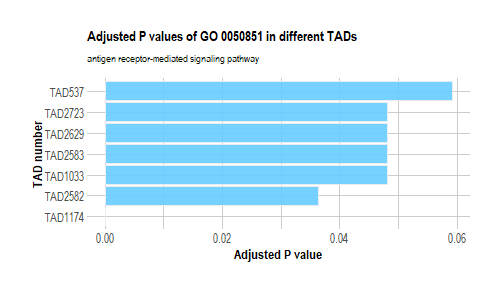 Adjusted P values of GO 0050851 in different TADs
antigen receptor-mediated signaling pathway
TAD537
TAD2723
TAD2629
TAD2583
TAD1033
TAD2582
TAD1174
TAD number
0.00 0.02 0.04 0.06
Adjusted P value